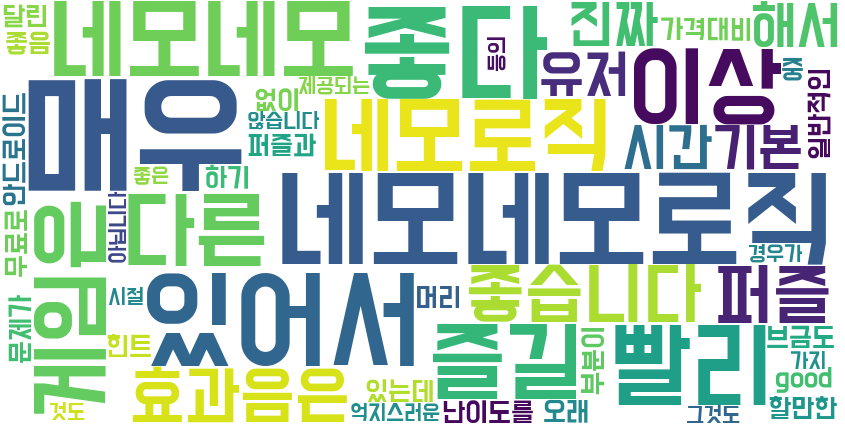 달린
좋음
네모네모
좋다
진짜
가격대비
해서
매우
제공되는
없이
않습니다
퍼즐과
등의
유저
이상
중
일반적인
안드로이드
네모로직
시간
기본
좋은
하기
무료로
게임은
아닙니다
다른
네모네모로직
경우가
문제가
시절
있어서
머리
좋습니다
퍼즐
힌트
즐길
부분이
빨리
브금도
가지
good
것도
효과음은
있는데
억지스러운
난이도를
오래
그것도
할만한